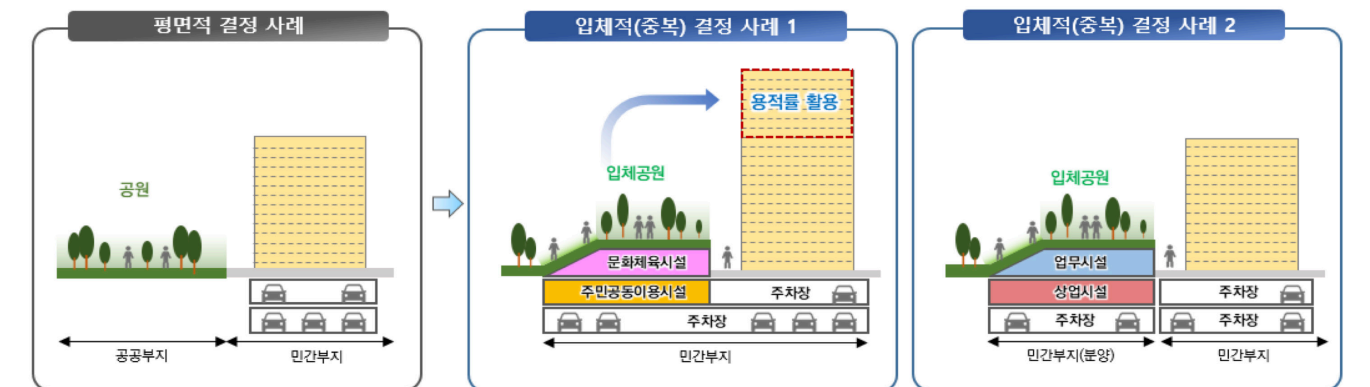 평면적 결정 사례
공원
공공부지
민간부지
입체적(중복) 결정 사례 1
용적률 활용
입체공원
문화체육시설
주민공동이용시설
주차장
주차장
민간부지
입체적(중복) 결정 사례 2
입체공원
업무시설
상업시설
주차장
주차장
주차장
민간부지(분양)
민간부지